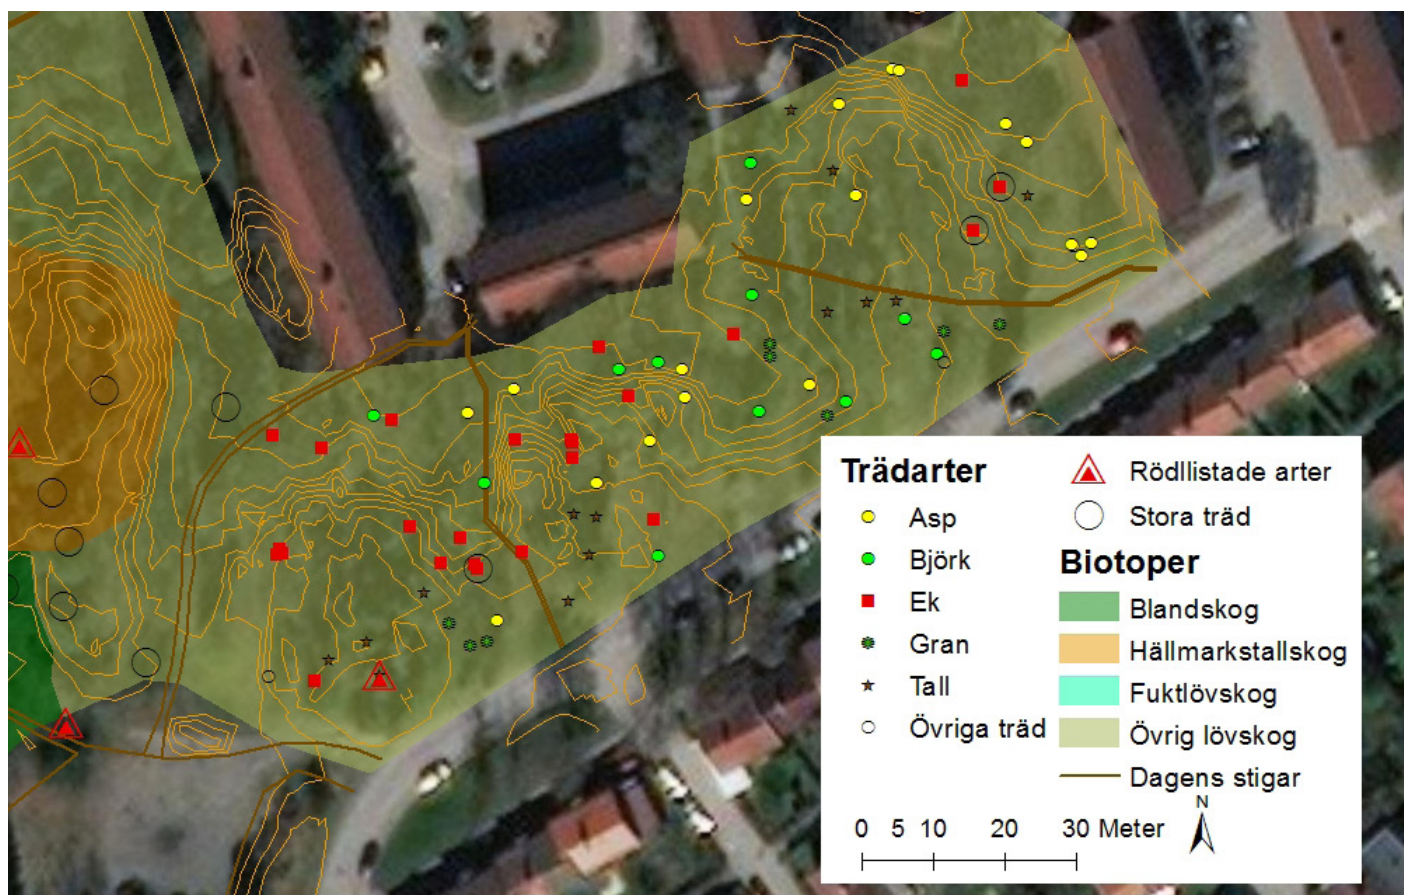 Trädarter
Asp
Björk
Ek
Gran
Tall
Övriga träd
Rödllistade arter
Stora träd
Biotoper
Blandskog
Hällmarkstallskog
Fuktlövskog
Övrig lövskog
Dagens stigar
N
0 5 10 20 30 Meter